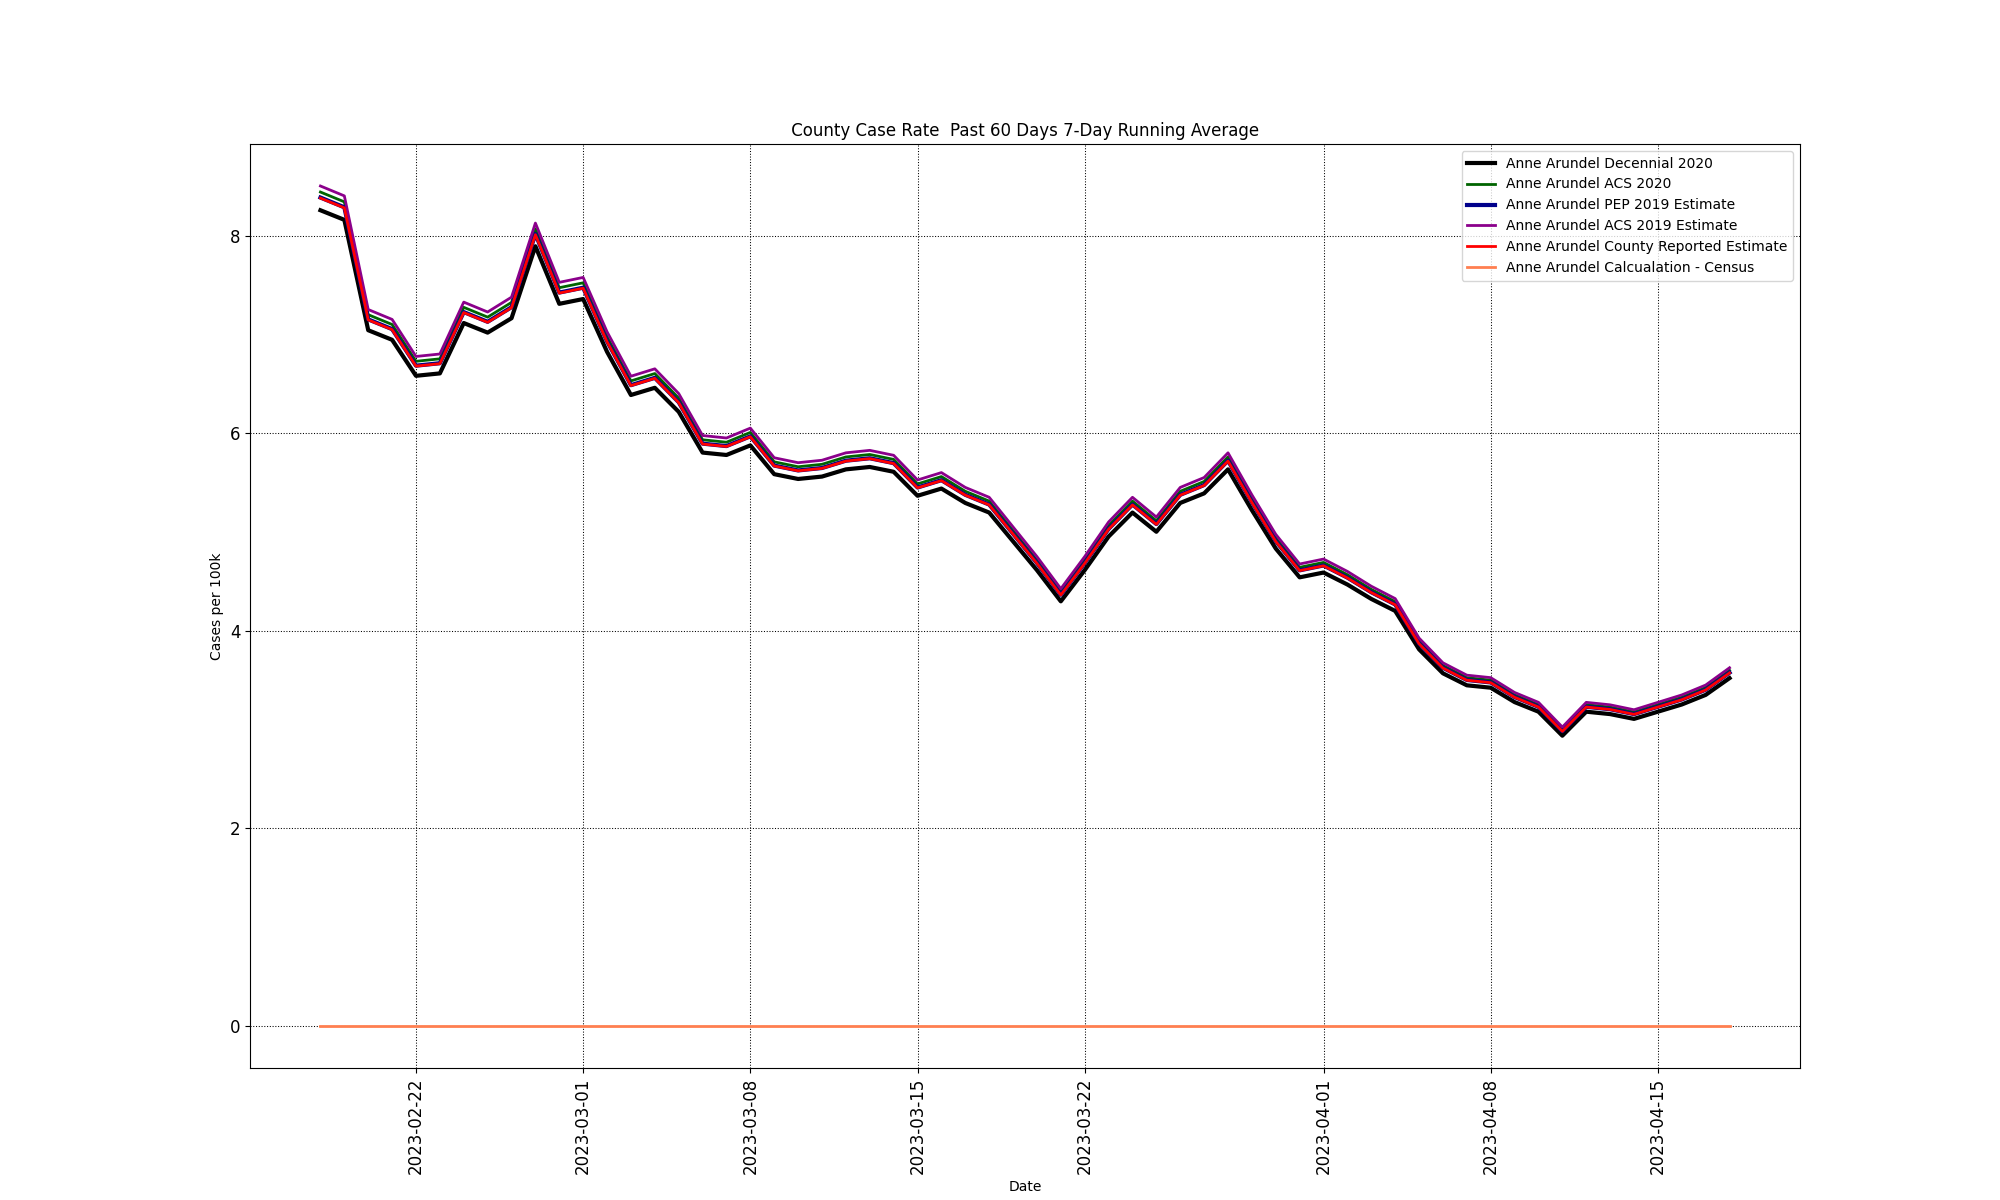 County Case Rate  Past 60 Days 7-Day Running Average
Anne Arundel Decennial 2020
Anne Arundel ACS 2020
Anne Arundel PEP 2019 Estimate
Anne Arundel ACS 2019 Estimate
Anne Arundel County Reported Estimate
Anne Arundel Calcualation - Census
Cases per 100k
8
6
4
2
0
2023-02-22
2023-03-01
2023-03-08
2023-03-15
2023-03-22
2023-04-01
2023-04-08
2023-04-15
Date